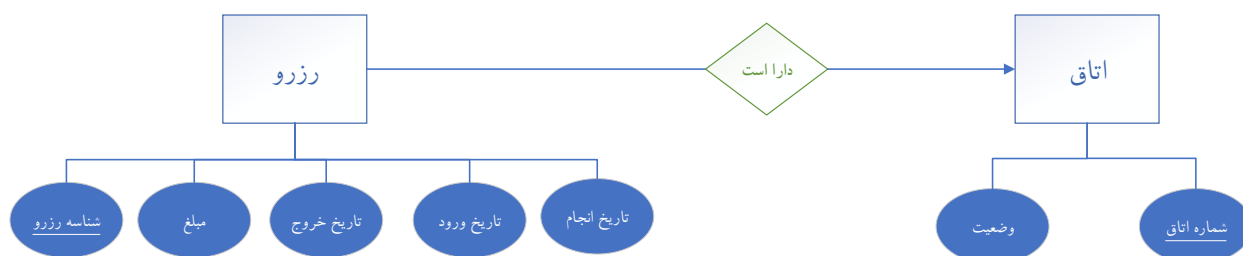 اتاق
دارا است
رزرو
شماره اتاق
وضعیت
تاریخ انجام
تاریخ ورود
تاریخ خروج
مبلغ
شناسه رزرو